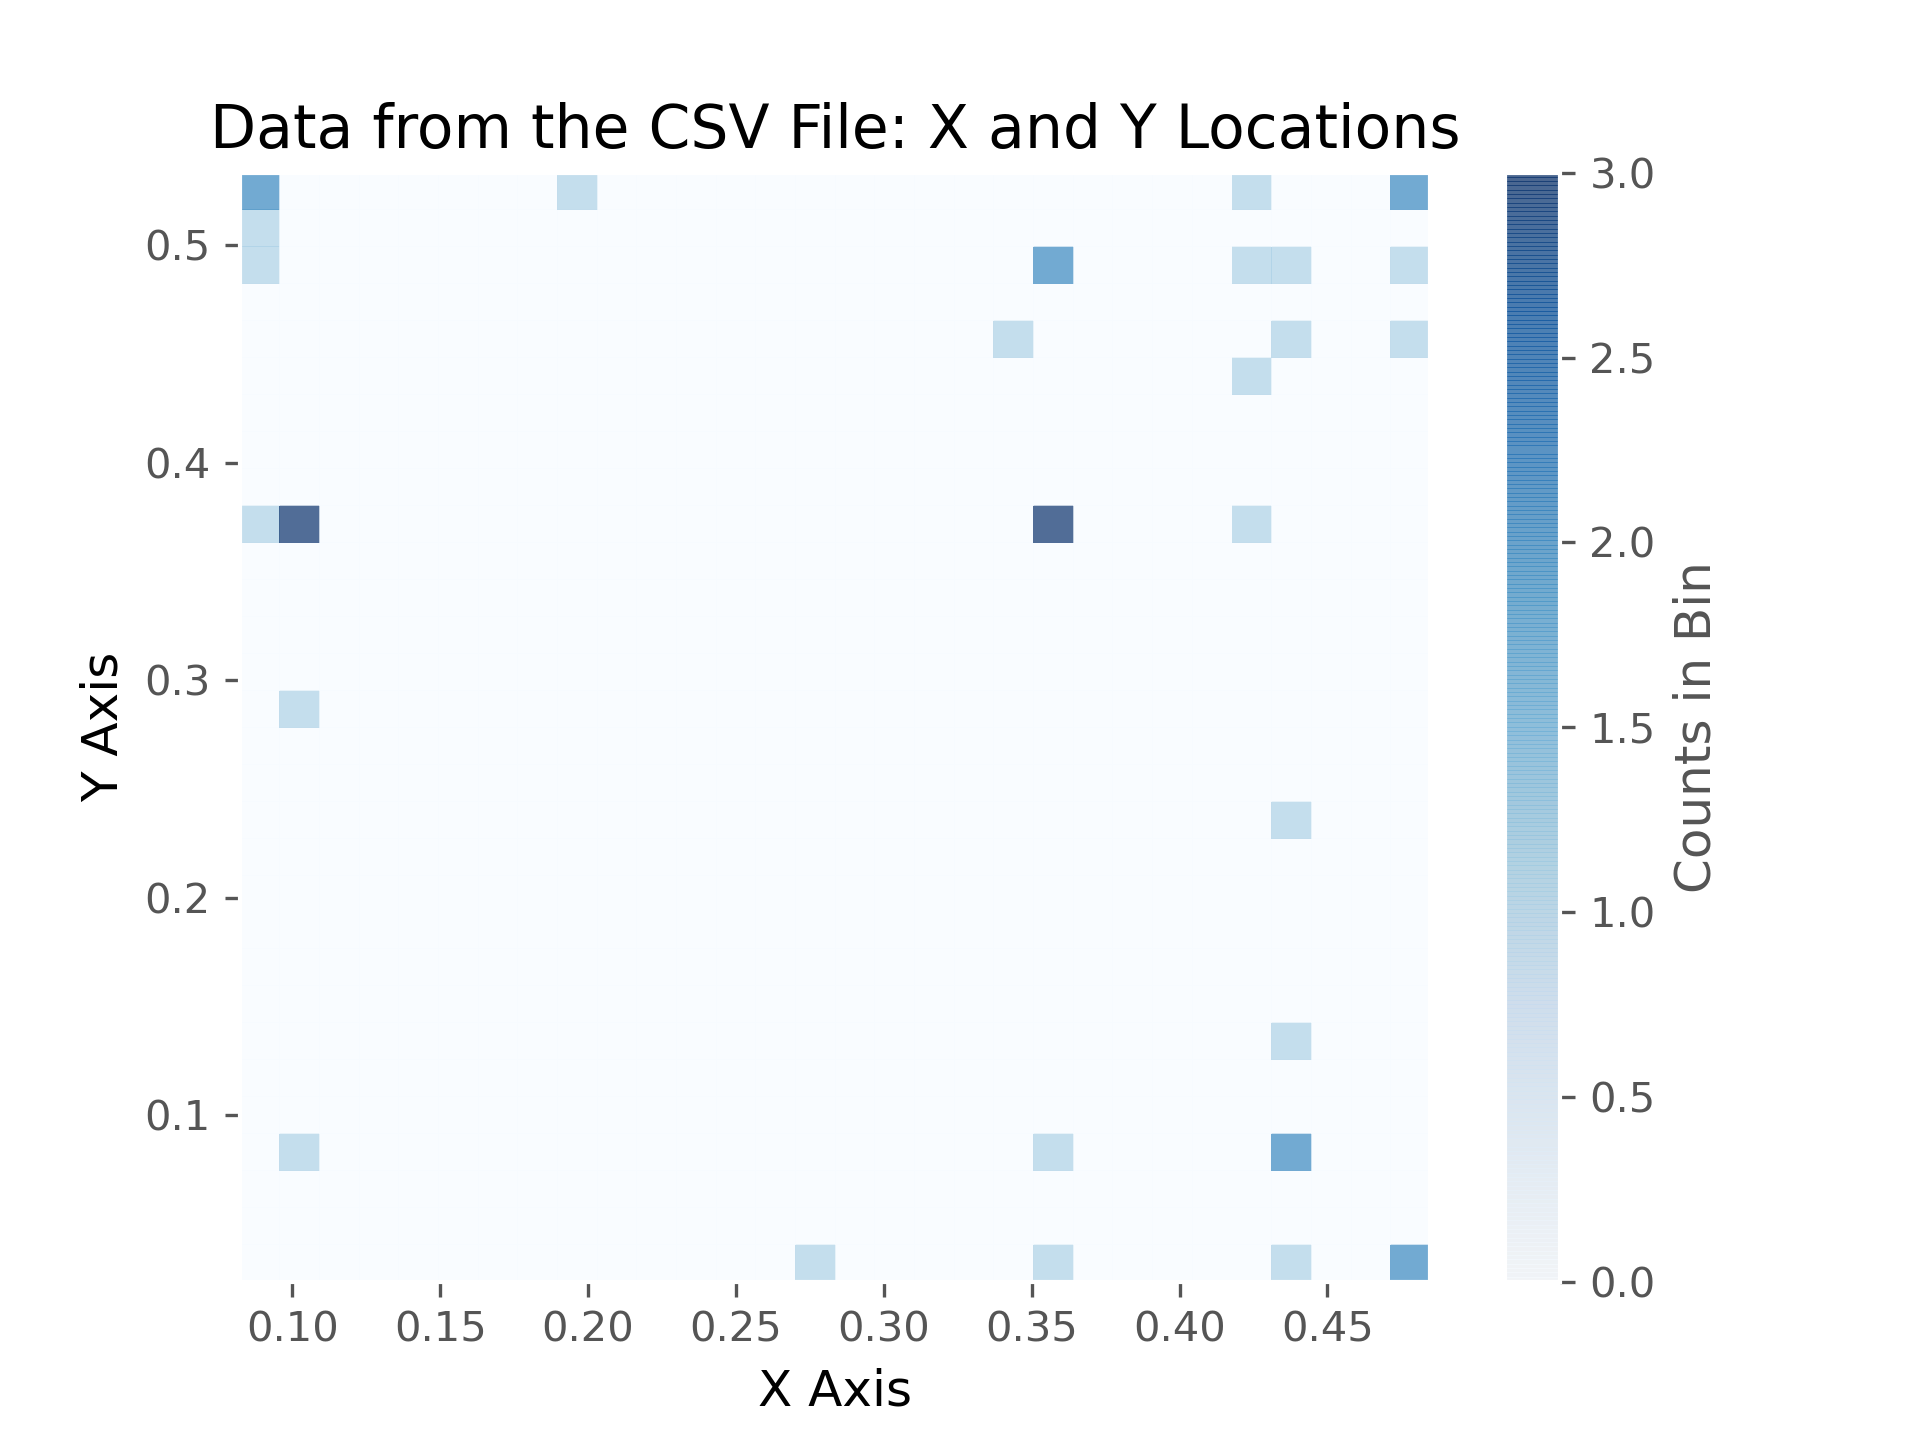 Data from the CSV File: X and Y Locations
0.5
0.4
0.3
0.2
0.1
Y Axis
0.10 0.15 0.20 0.25 0.30 0.35 0.40 0.45
X Axis
3.0
2.5
2.0
1.5
1.0
0.5
0.0
Counts in Bin